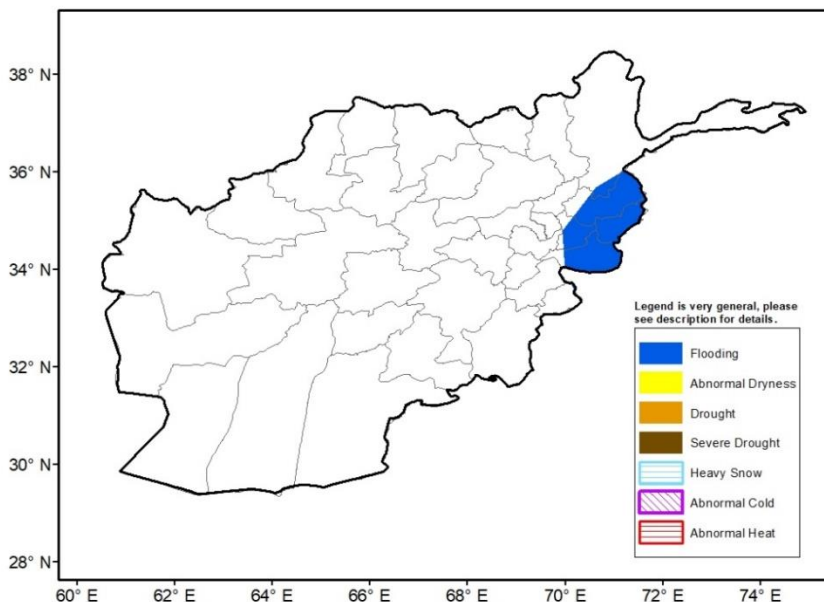 38° N
36° N
34° N
32° N
30° N
28° N
Legend is very general, please
see description for details.
Flooding
Abnormal Dryness
Drought
Severe Drought
Heavy Snow
Abnormal Cold
Abnormal Heat
60° E 62° E 64° E 66° E 68° E 70° E 72° E 74° E